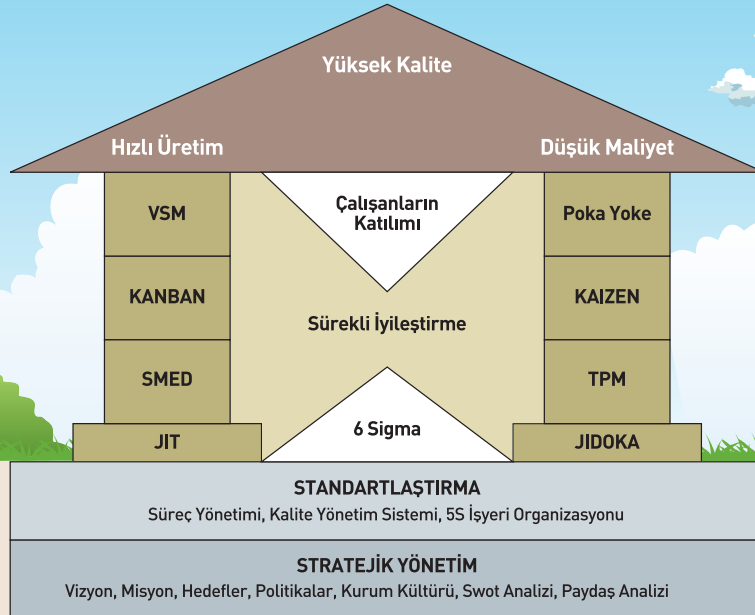 Yüksek Kalite
Hızlı Üretim
Düşük Maliyet
VSM
Çalışanların
Katılımı
Poka Yoke
KANBAN
Sürekli İyileştirme
KAIZEN
SMED
TPM
JIT
6 Sigma
JIDOKA
STANDARTLAŞTIRMA
Süreç Yönetimi, Kalite Yönetim Sistemi, 5S İşyeri Organizasyonu
STRATEJİK YÖNETİM
Vizyon, Misyon, Hedefler, Politikalar, Kurum Kültürü, Swot Analizi, Paydaş Analizi